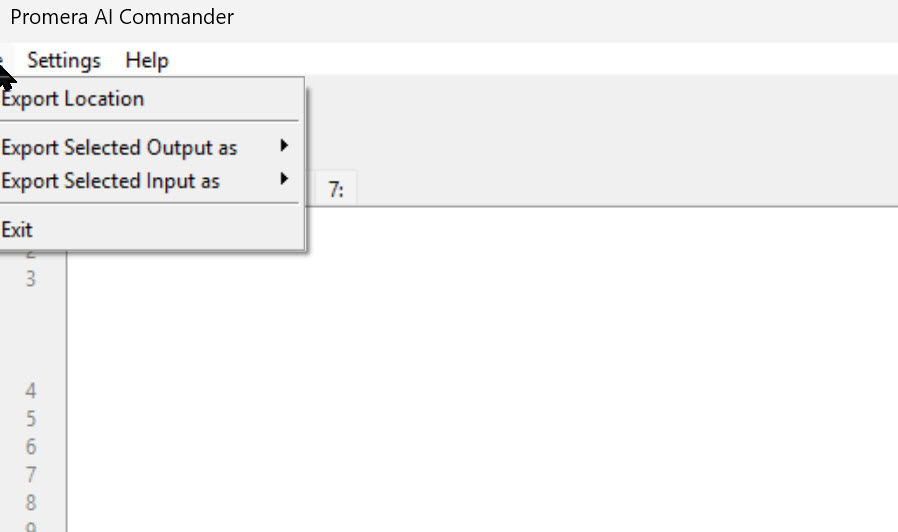 Promera AI Commander
Settings Help
Export Location
Export Selected Output as
Export Selected Input as
7:
Exit
2
3
4
5
6
7
8
9